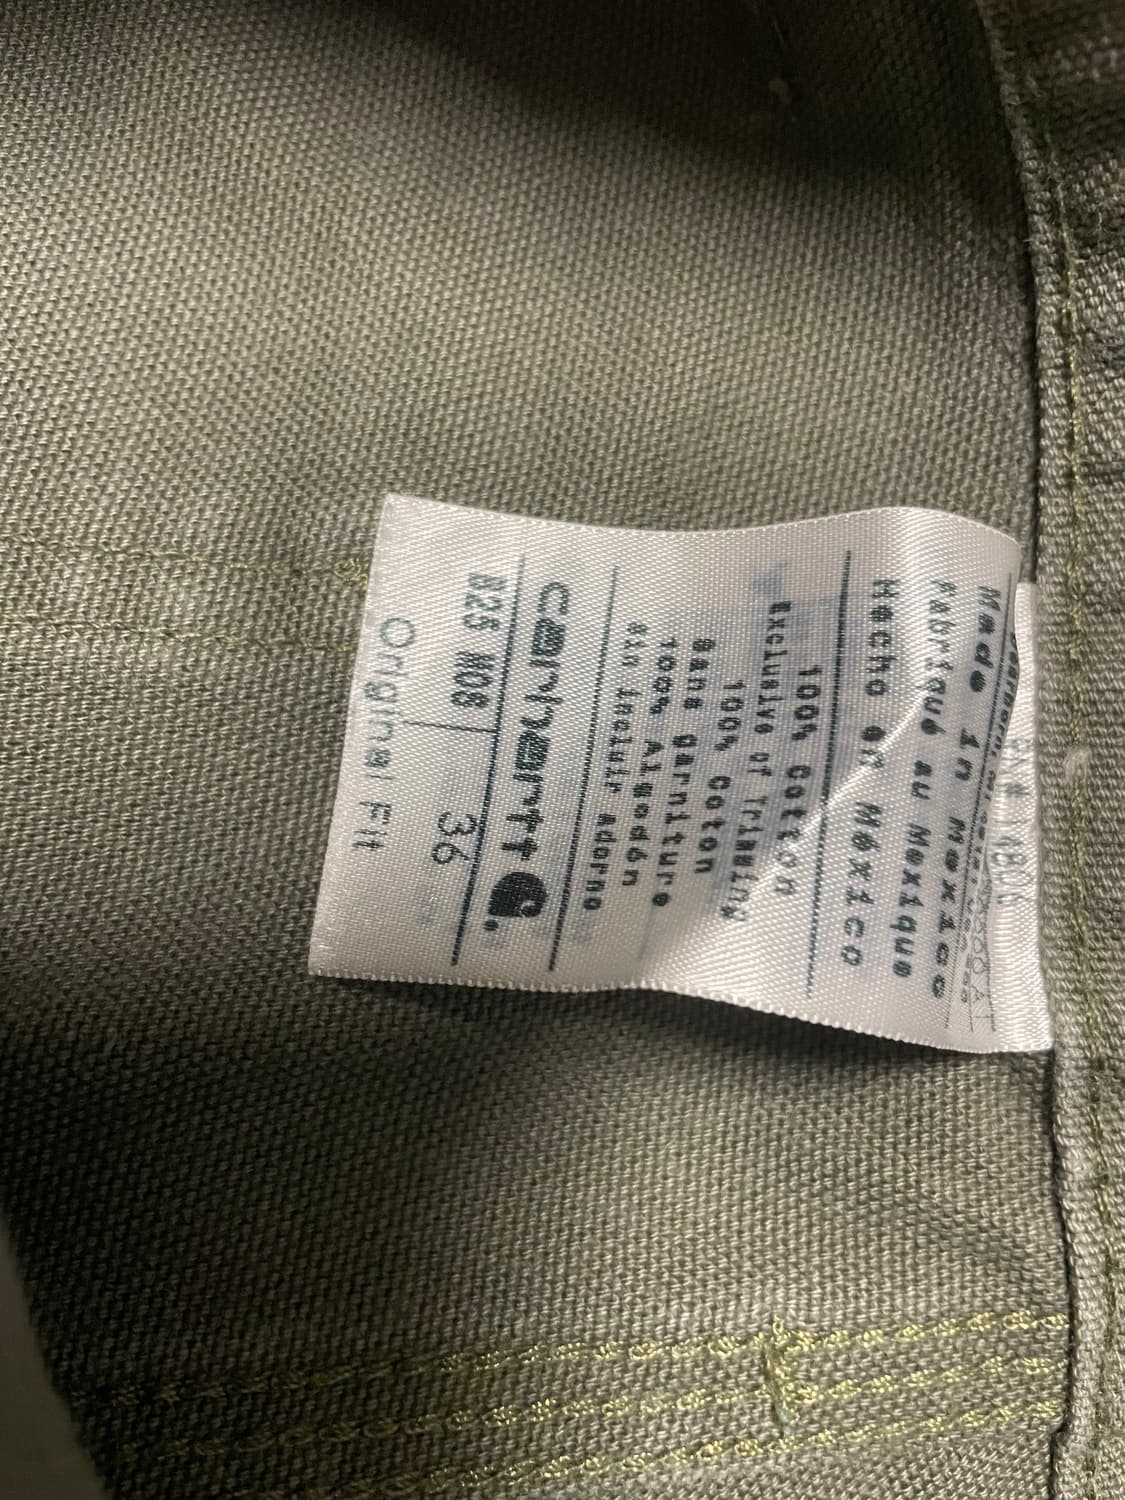 Original Fit
B25 MOS 36
carhartt
100% Cotton
Exclusive of Trimming
100% Coton
Sans Garniture
100% Algodón
Sin incluir Adorno
Made in Mexico
Fabriqué au Mexique
Hecho en México